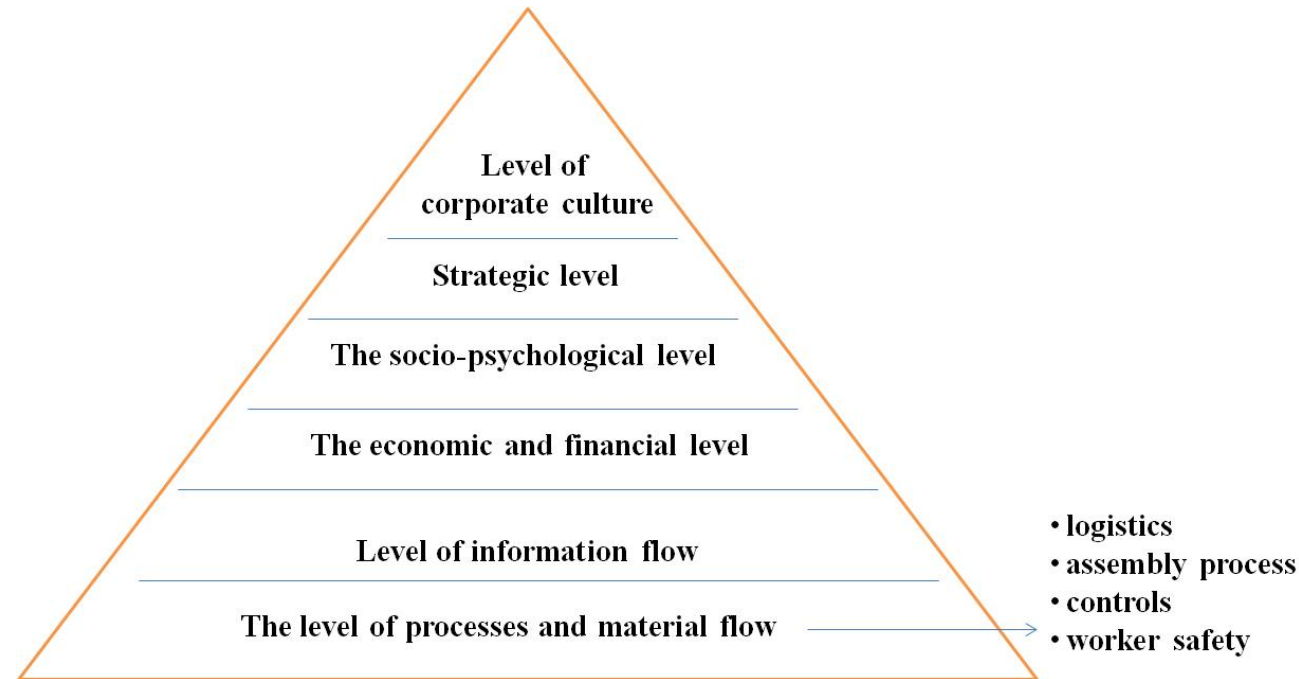 Level of
corporate culture
Strategic level
The socio-psychological level
The economic and financial level
Level of information flow
The level of processes and material flow
• logistics
• assembly process
• controls
• worker safety